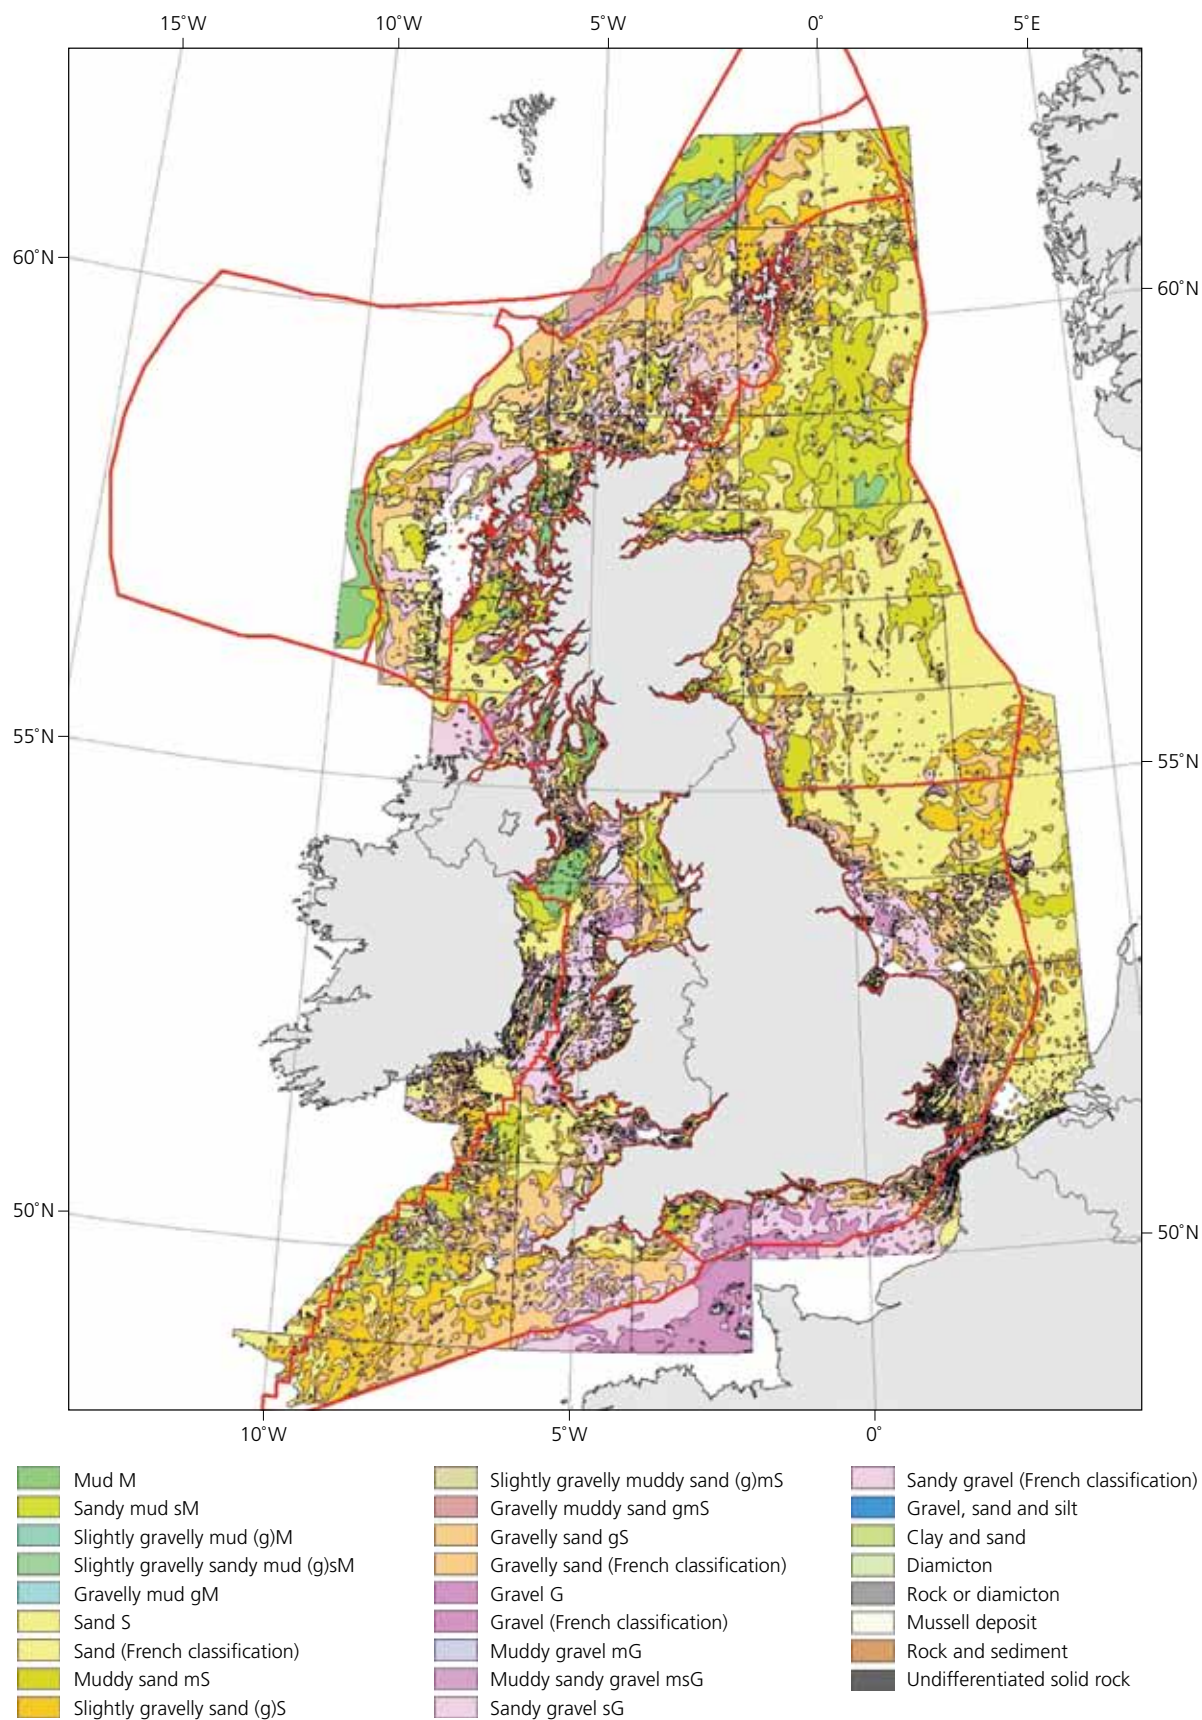 15°W 10°W 5°W 0° 5°E
60°N 60°N
55°N 55°N
50°N 50°N
10°W 5°W 0°
Mud M
Sandy mud sM
Slightly gravelly mud (g)M
Slightly gravelly sandy mud (g)sM
Gravelly mud gM
Sand S
Sand (French classification)
Muddy sand mS
Slightly gravelly sand (g)S
Slightly gravelly muddy sand (g)mS
Gravelly muddy sand gmS
Gravelly sand gS
Gravelly sand (French classification)
Gravel G
Gravel (French classification)
Muddy gravel mG
Muddy sandy gravel msG
Sandy gravel sG
Sandy gravel (French classification)
Gravel, sand and silt
Clay and sand
Diamicton
Rock or diamicton
Mussell deposit
Rock and sediment
Undifferentiated solid rock